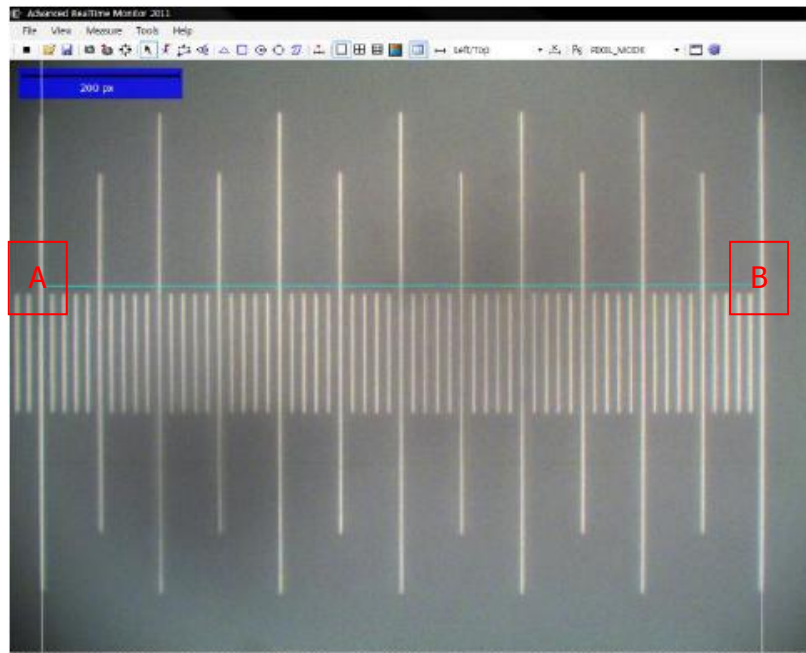 Advanced RealTime Monitor 2011
File View Measure Tools Help
Left/Top PIXEL_MODE
200 px
A B